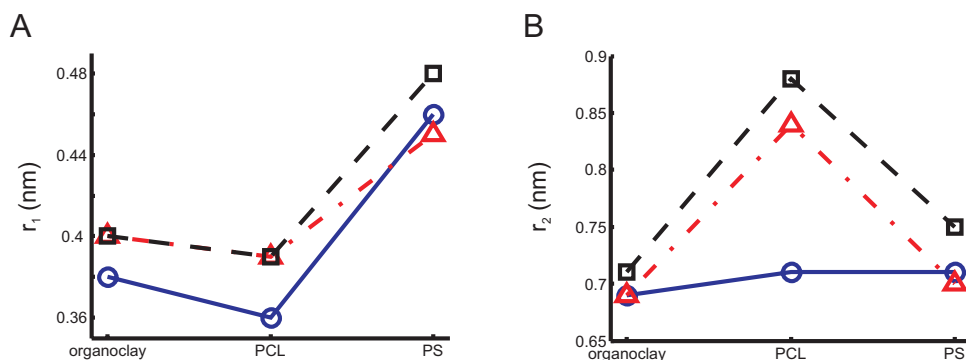 A
r₁ (nm)
0.48
0.44
0.4
0.36
organoclay PCL PS
B
r₂ (nm)
0.9
0.85
0.8
0.75
0.7
0.65
organoclay PCL PS